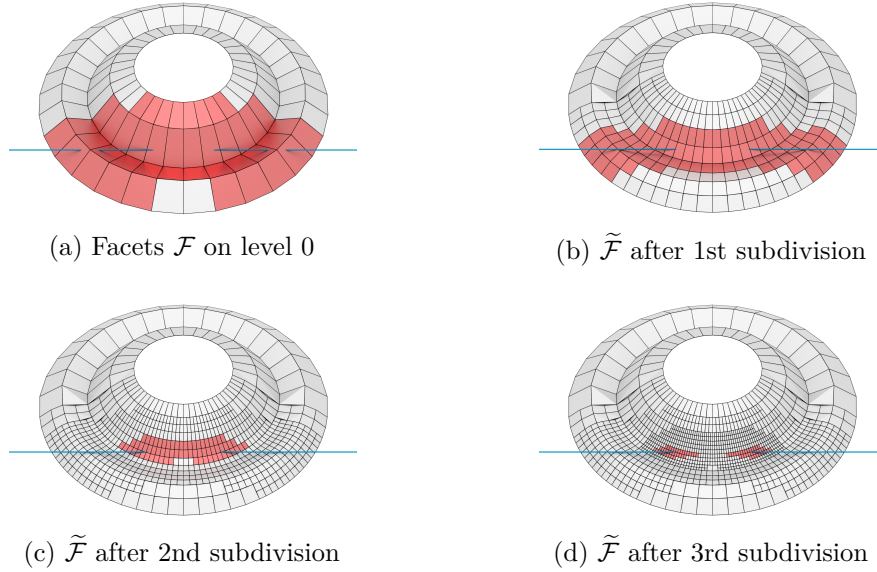 (a) Facets ℱ on level 0
(b) ℱ̃ after 1st subdivision
(c) ℱ̃ after 2nd subdivision
(d) ℱ̃ after 3rd subdivision